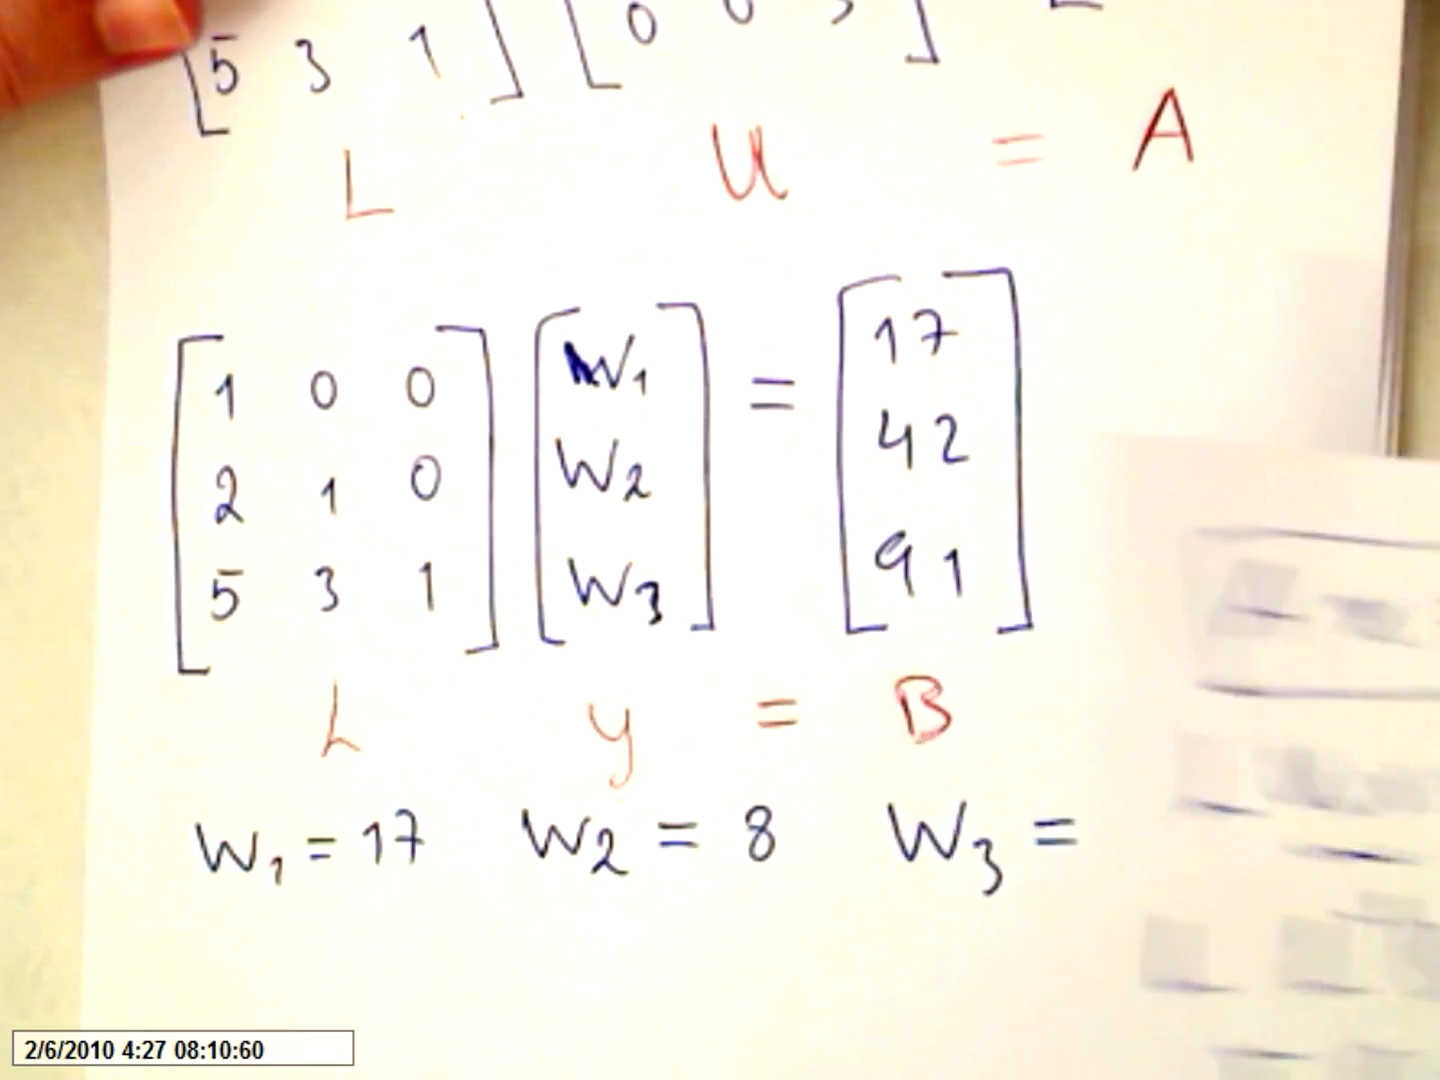 5 3 1 0
L U = A
1 0 0 W1 = 17
2 1 0 W2 42
5 3 1 W3 91
L y = B
W1 = 17 W2 = 8 W3 =
2/6/2010 4:27 08:10:60